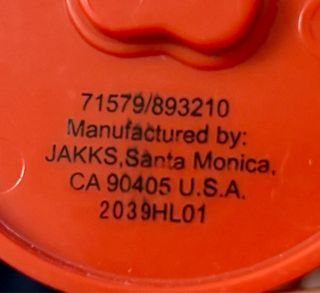 71579/893210
Manufactured by:
JAKKS,Santa Monica,
CA 90405 U.S.A.
2039HL01